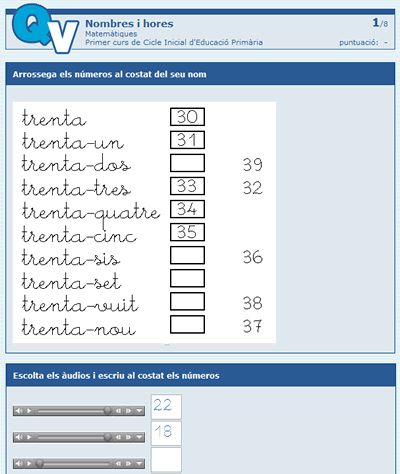 QV
Nombres i hores
Matemàtiques
Primer curs de Cicle Inicial d'Educació Primària
1/8
puntuació: -
Arrossega els números al costat del seu nom
trenta 30
trenta-un 31
trenta-dos 39
trenta-tres 33 32
trenta-quatre 34
trenta-cinc 35
trenta-sis 36
trenta-set
trenta-vuit 38
trenta-nou 37
Escolta els àudios i escriu al costat els números
22
18